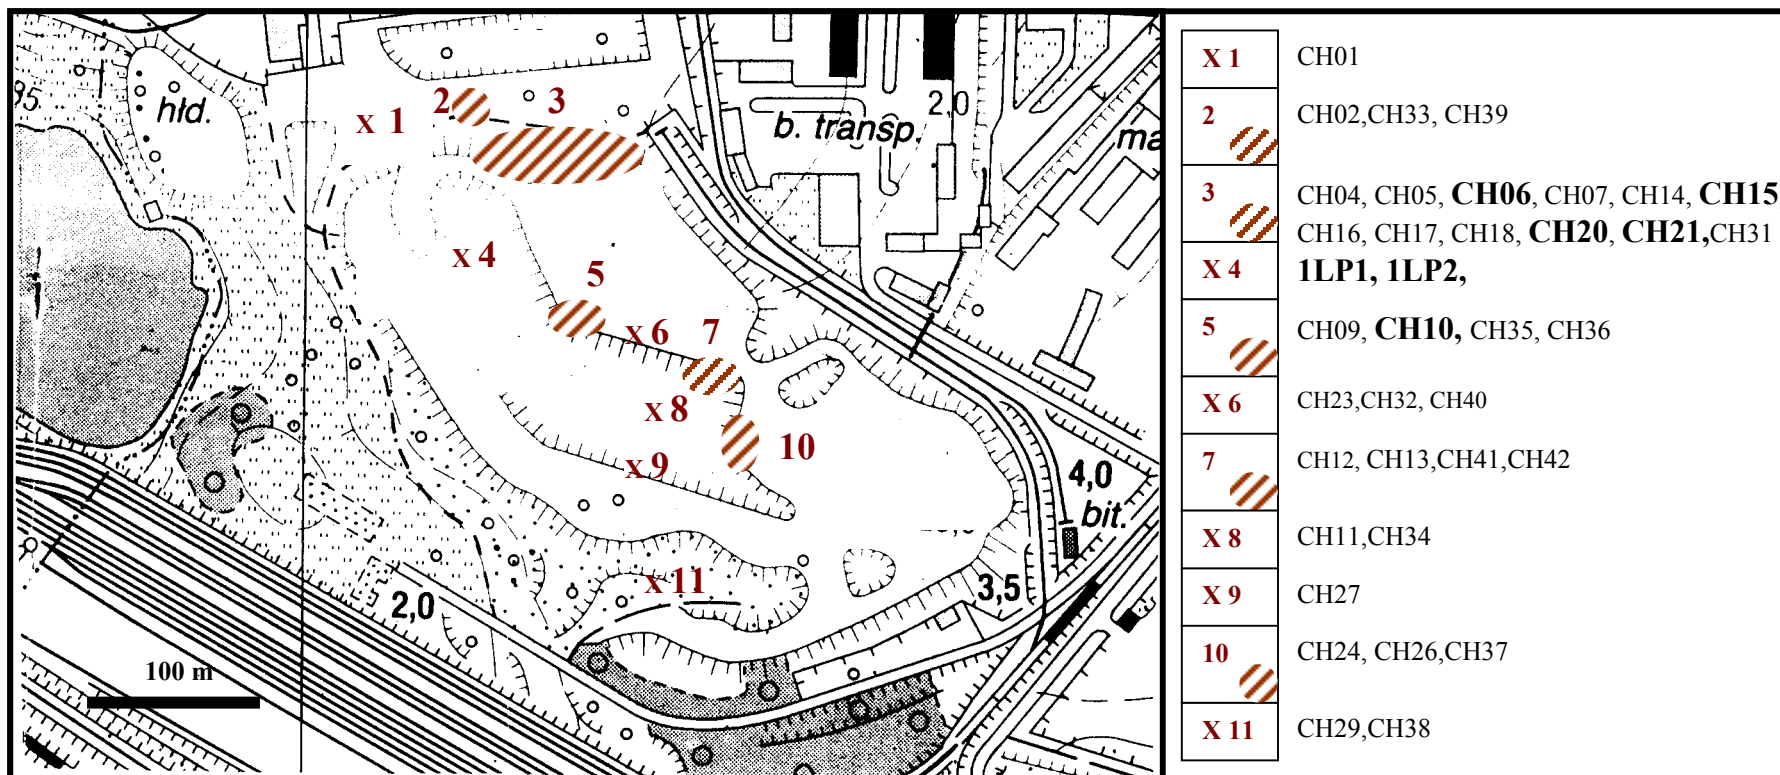 95
htd.
X 1
2
3
b. transp.
2,0
ma
X 4
5
X 6
7
X 8
10
X 9
4,0
bit.
X 11
3,5
2,0
100 m
X 1 CH01
2 CH02,CH33, CH39
3 CH04, CH05, CH06, CH07, CH14, CH15
CH16, CH17, CH18, CH20, CH21,CH31
X 4 1LP1, 1LP2,
5 CH09, CH10, CH35, CH36
X 6 CH23,CH32, CH40
7 CH12, CH13,CH41,CH42
X 8 CH11,CH34
X 9 CH27
10 CH24, CH26,CH37
X 11 CH29,CH38